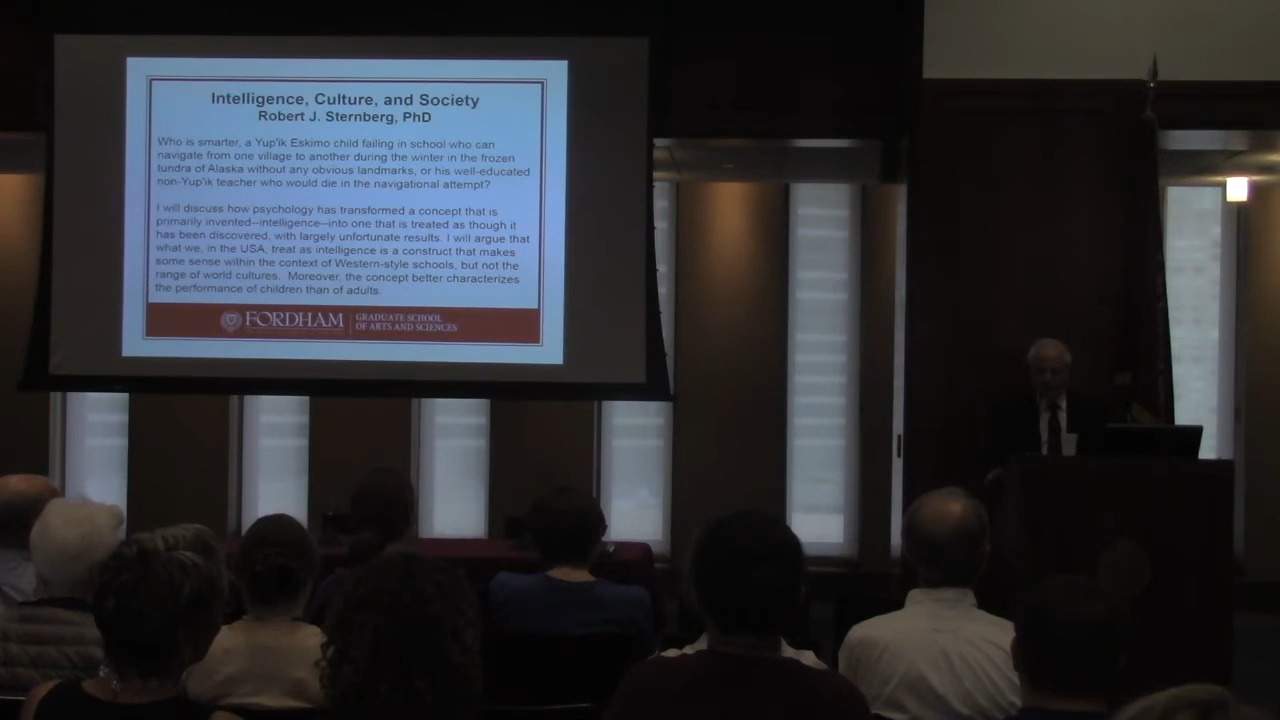 Intelligence, Culture, and Society
Robert J. Sternberg, PhD
Who is smarter, a Yup'ik Eskimo child failing in school who can
navigate from one village to another during the winter in the frozen
tundra of Alaska without any obvious landmarks, or his well-educated
non-Yup'ik teacher who would die in the navigational attempt?
I will discuss how psychology has transformed a concept that is
primarily invented--intelligence--into one that is treated as though it
has been discovered, with largely unfortunate results. I will argue that
what we, in the USA, treat as intelligence is a construct that makes
some sense within the context of Western-style schools, but not the
range of world cultures. Moreover, the concept better characterizes
the performance of children than of adults.
FORDHAM
GRADUATE SCHOOL
OF ARTS AND SCIENCES